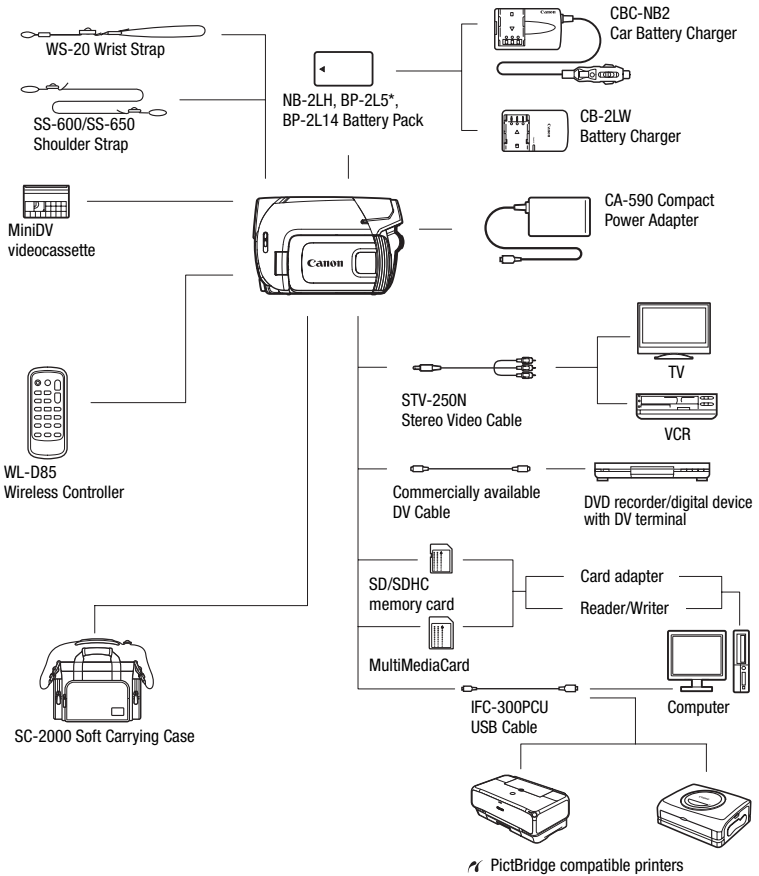 WS-20 Wrist Strap
SS-600/SS-650
Shoulder Strap
MiniDV
videocassette
WL-D85
Wireless Controller
SC-2000 Soft Carrying Case
NB-2LH, BP-2L5*,
BP-2L14 Battery Pack
Canon
CBC-NB2
Car Battery Charger
CB-2LW
Battery Charger
CA-590 Compact
Power Adapter
Canon
STV-250N
Stereo Video Cable
TV
VCR
Commercially available
DV Cable
DVD recorder/digital device
with DV terminal
SD/SDHC
memory card
Card adapter
Reader/Writer
MultiMediaCard
IFC-300PCU
USB Cable
Computer
PictBridge compatible printers